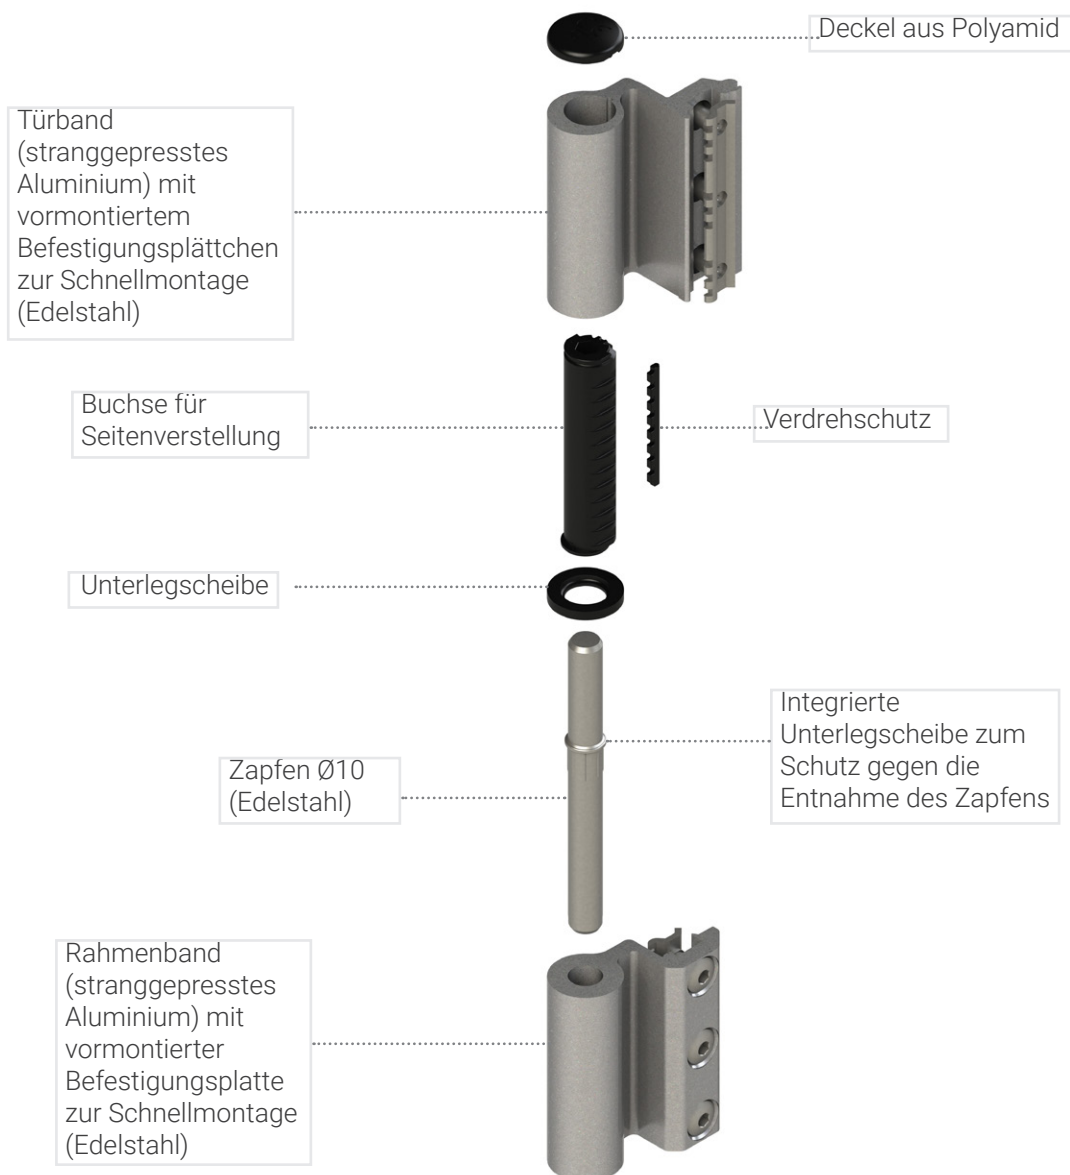 Deckel aus Polyamid
Türband
(stranggepresstes
Aluminium) mit
vormontiertem
Befestigungsplättchen
zur Schnellmontage
(Edelstahl)
Buchse für
Seitenverstellung
Verdrehschutz
Unterlegscheibe
Integrierte
Unterlegscheibe zum
Schutz gegen die
Entnahme des Zapfens
Zapfen Ø10
(Edelstahl)
Rahmenband
(stranggepresstes
Aluminium) mit
vormontierter
Befestigungsplatte
zur Schnellmontage
(Edelstahl)